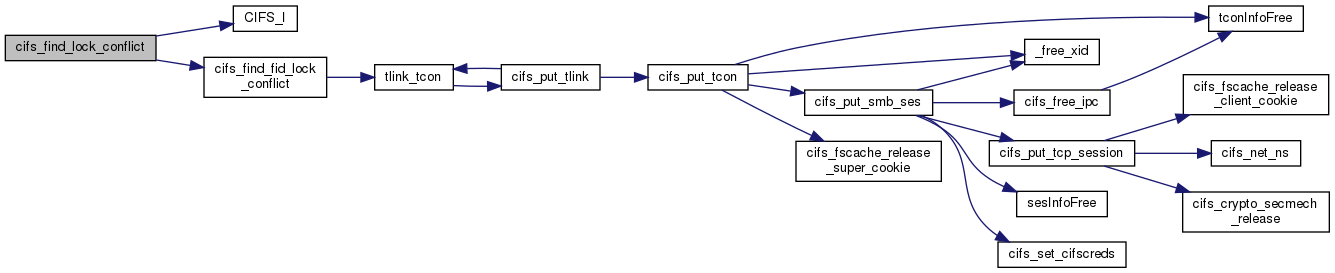 cifs_find_lock_conflict
CIFS_I
cifs_find_fid_lock
_conflict
tlink_tcon
cifs_put_tlink
cifs_put_tcon
tconInfoFree
_free_xid
cifs_put_smb_ses
cifs_free_ipc
cifs_fscache_release
_super_cookie
cifs_fscache_release
_client_cookie
cifs_put_tcp_session
cifs_net_ns
cifs_crypto_secmech
_release
sesInfoFree
cifs_set_cifscreds